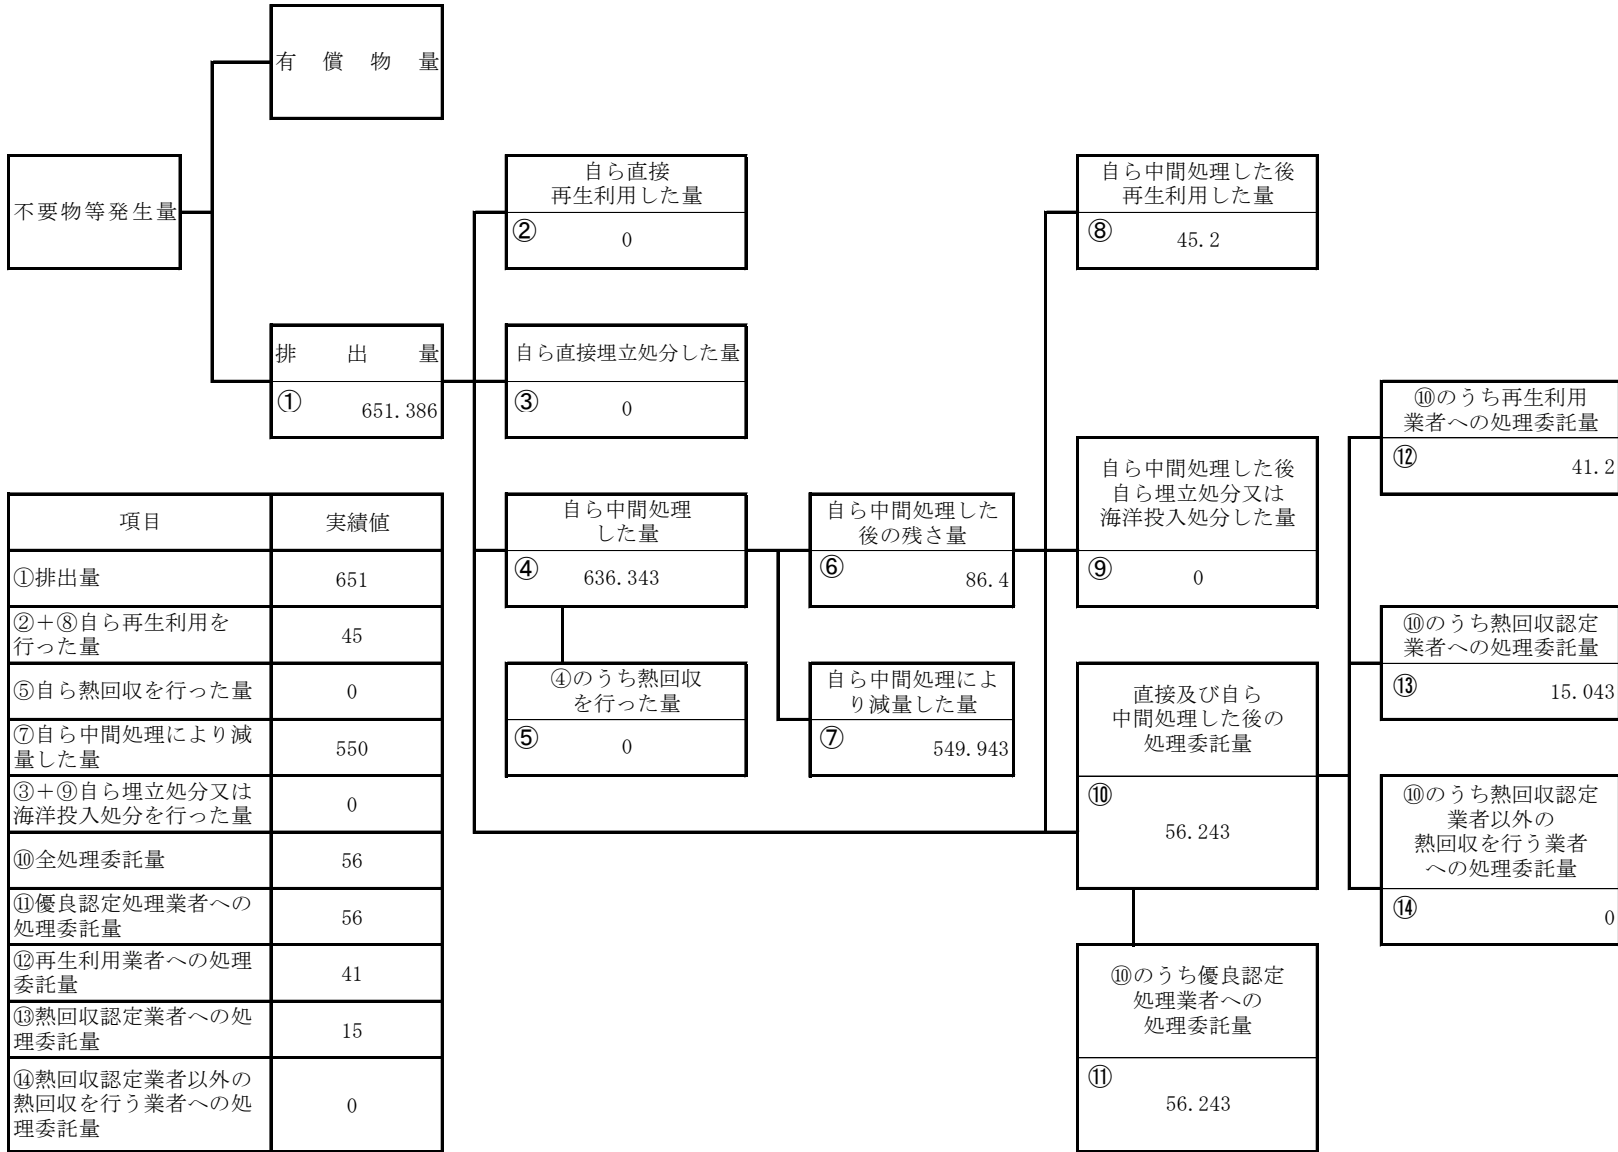 有償物量
不要物等発生量
排出量
① 651.386
自ら直接
再生利用した量
② 0
自ら直接埋立処分した量
③ 0
自ら中間処理
した量
④ 636.343
④のうち熱回収
を行った量
⑤ 0
自ら中間処理した
後の残さ量
⑥ 86.4
自ら中間処理によ
り減量した量
⑦ 549.943
自ら中間処理した後
再生利用した量
⑧ 45.2
自ら中間処理した後
自ら埋立処分又は
海洋投入処分した量
⑨ 0
直接及び自ら
中間処理した後の
処理委託量
⑩
56.243
⑩のうち優良認定
処理業者への
処理委託量
⑪
56.243
⑩のうち再生利用
業者への処理委託量
⑫ 41.2
⑩のうち熱回収認定
業者への処理委託量
⑬ 15.043
⑩のうち熱回収認定
業者以外の
熱回収を行う業者
への処理委託量
⑭ 0
項目 実績値
①排出量 651
②＋⑧自ら再生利用を
行った量 45
⑤自ら熱回収を行った量 0
⑦自ら中間処理により減
量した量 550
③＋⑨自ら埋立処分又は
海洋投入処分を行った量 0
⑩全処理委託量 56
⑪優良認定処理業者への
処理委託量 56
⑫再生利用業者への処理
委託量 41
⑬熱回収認定業者への処
理委託量 15
⑭熱回収認定業者以外の
熱回収を行う業者への処
理委託量 0